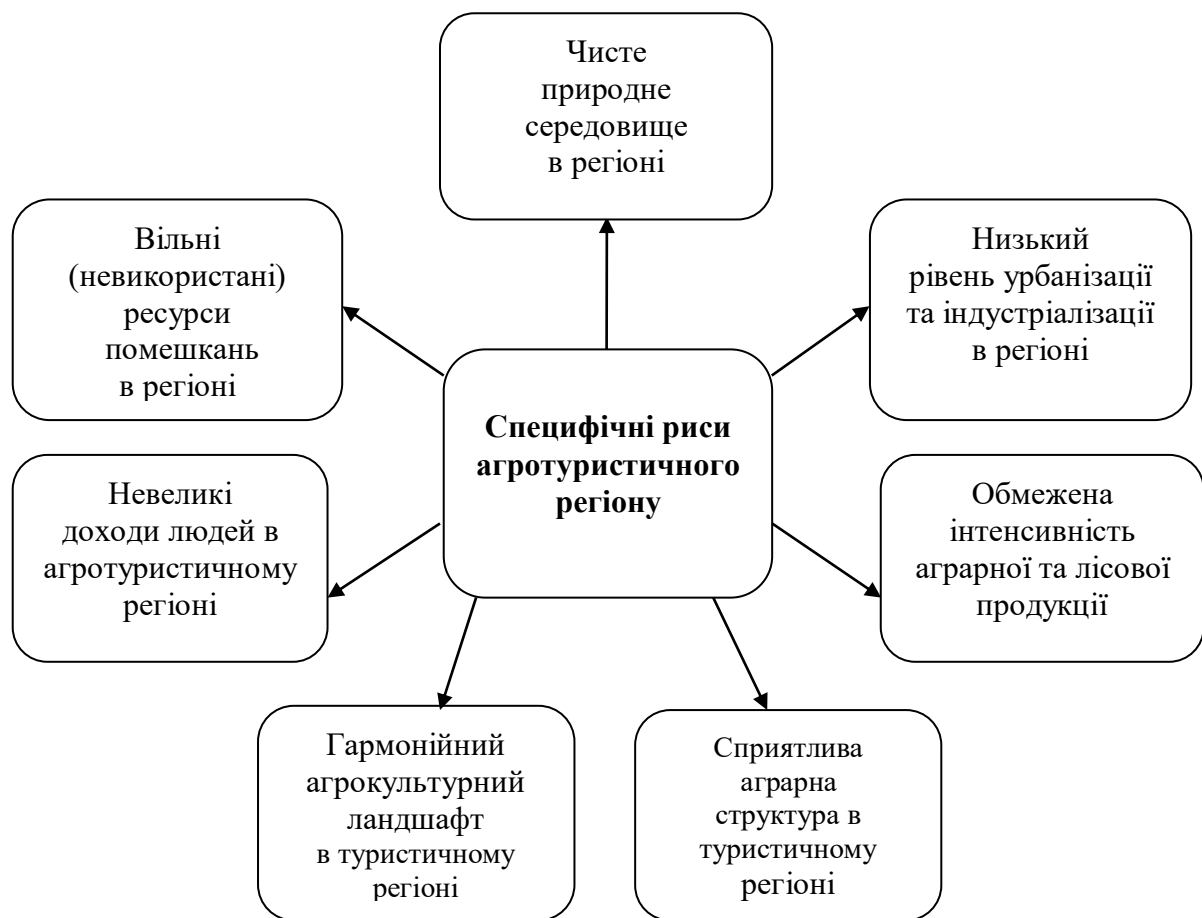 Чисте
природне
середовище
в регіоні
Вільні
(невикористані)
ресурси
помешкань
в регіоні
Низький
рівень урбанізації
та індустріалізації
в регіоні
Специфічні риси
агротуристичного
регіону
Невеликі
доходи людей в
агротуристичному
регіоні
Обмежена
інтенсивність
аграрної та лісової
продукції
Гармонійний
агрокультурний
ландшафт
в туристичному
регіоні
Сприятлива
аграрна
структура в
туристичному
регіоні